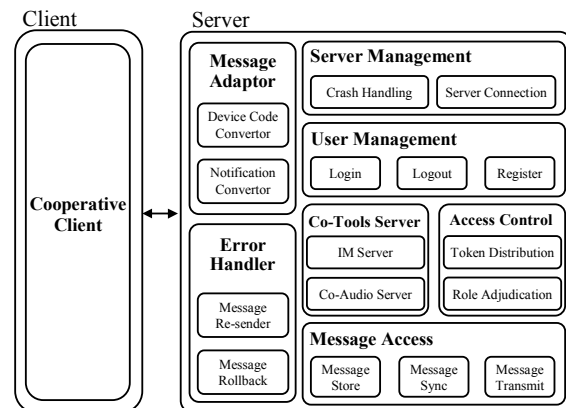 Client
Server
Cooperative
Client
Message
Adaptor
Device Code
Convertor
Notification
Convertor
Error
Handler
Message
Re-sender
Message
Rollback
Server Management
Crash Handling
Server Connection
User Management
Login
Logout
Register
Co-Tools Server
IM Server
Co-Audio Server
Access Control
Token Distribution
Role Adjudication
Message Access
Message
Store
Message
Sync
Message
Transmit